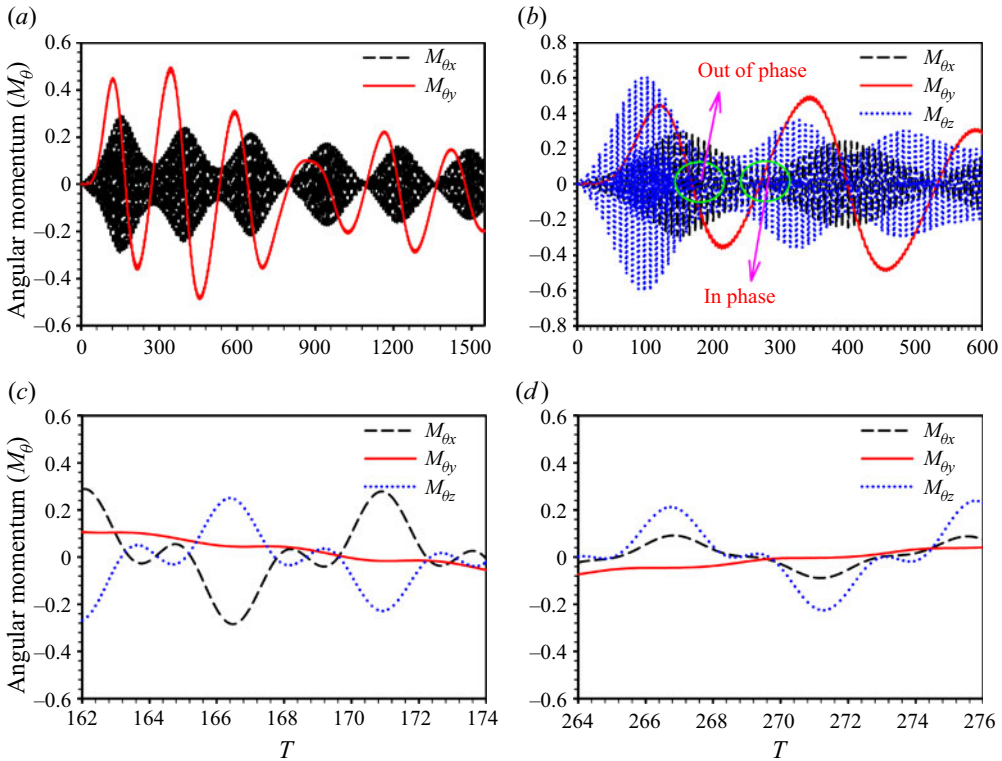 (a)
Angular momentum (Mθ)
0.6
0.4
0.2
0
–0.2
–0.4
–0.6
Mθx
Mθy
0 300 600 900 1200 1500
(b)
0.8
0.6
0.4
0.2
0
–0.2
–0.4
–0.6
–0.8
Out of phase
Mθx
Mθy
Mθz
In phase
0 100 200 300 400 500 600
(c)
Angular momentum (Mθ)
0.6
0.4
0.2
0
–0.2
–0.4
–0.6
Mθx
Mθy
Mθz
162 164 166 168 170 172 174
T
(d)
0.6
0.4
0.2
0
–0.2
–0.4
–0.6
Mθx
Mθy
Mθz
264 266 268 270 272 274 276
T